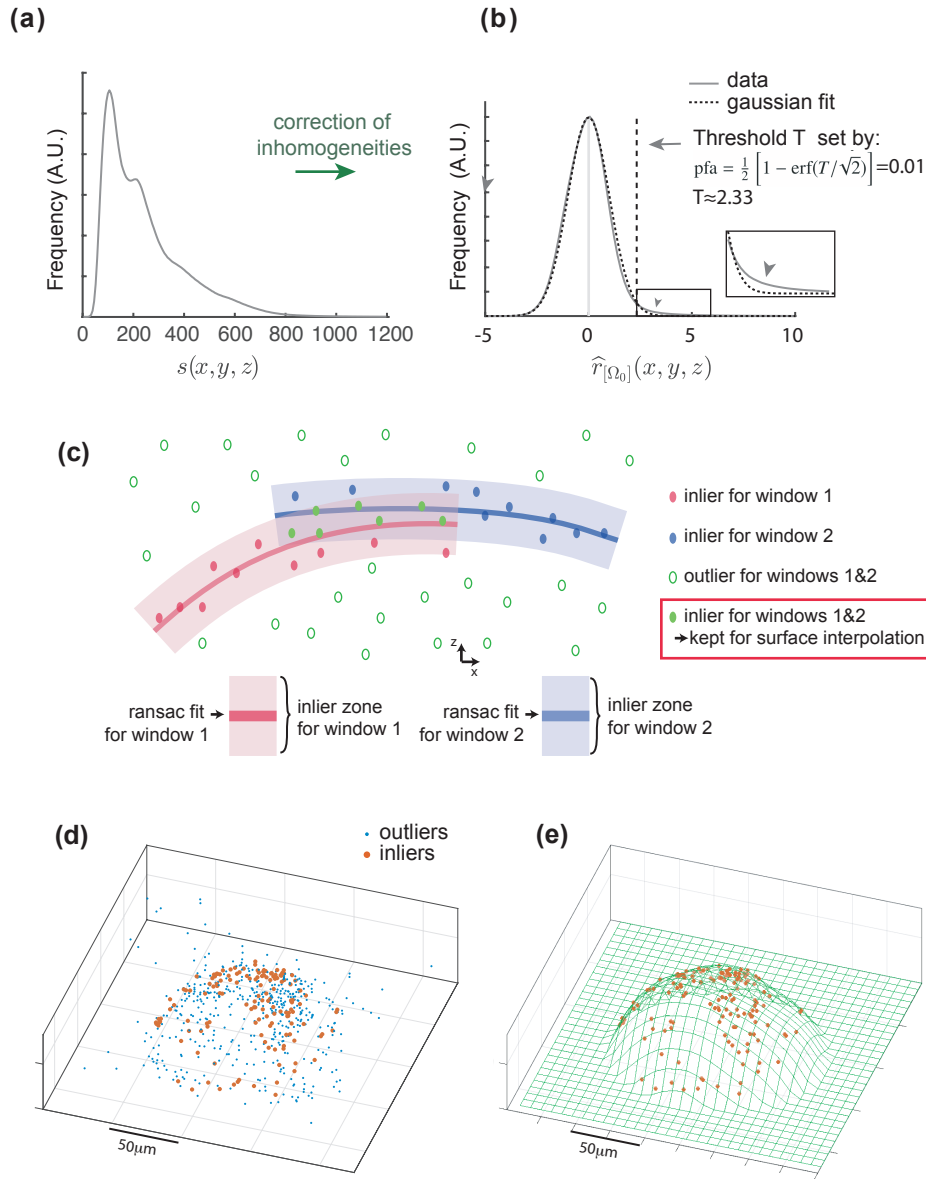 (a)
Frequency (A.U.)
correction of
inhomogeneities
0 200 400 600 800 1000 1200
s(x, y, z)
(b)
Frequency (A.U.)
data
gaussian fit
Threshold T set by:
pfa = 1/2 [1 − erf(T/√2)] =0.01
T≈2.33
-5 0 5 10
r̂[Ω₀](x, y, z)
(c)
inlier for window 1
inlier for window 2
outlier for windows 1&2
inlier for windows 1&2
kept for surface interpolation
z
x
ransac fit
for window 1
inlier zone
for window 1
ransac fit
for window 2
inlier zone
for window 2
(d)
outliers
inliers
50μm
(e)
50μm